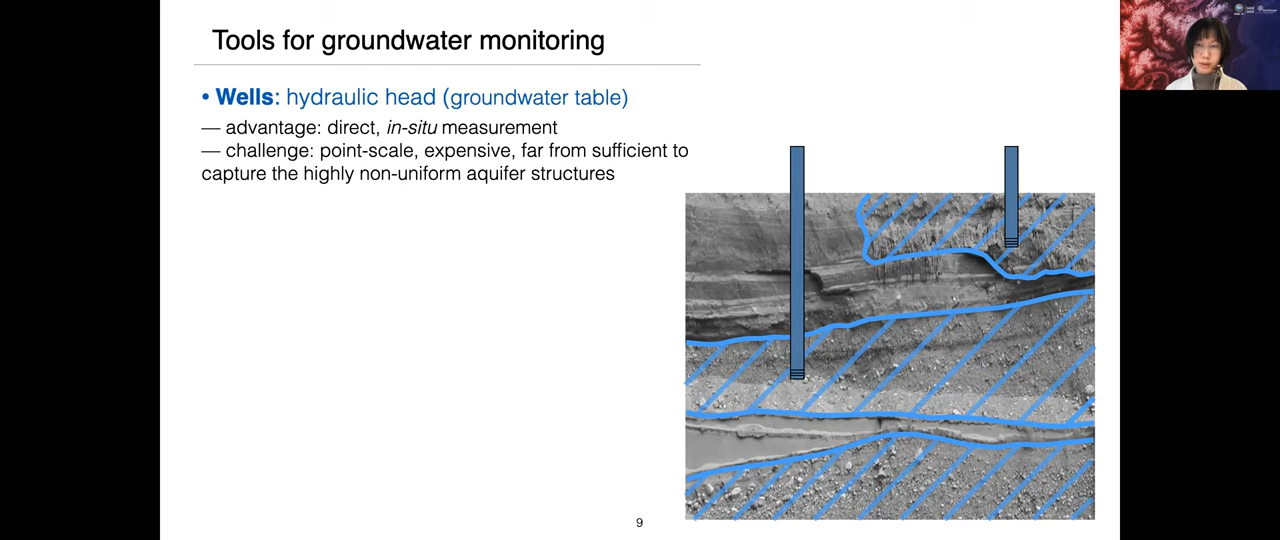 Tools for groundwater monitoring
• Wells: hydraulic head (groundwater table)
— advantage: direct, in-situ measurement
— challenge: point-scale, expensive, far from sufficient to
capture the highly non-uniform aquifer structures
9